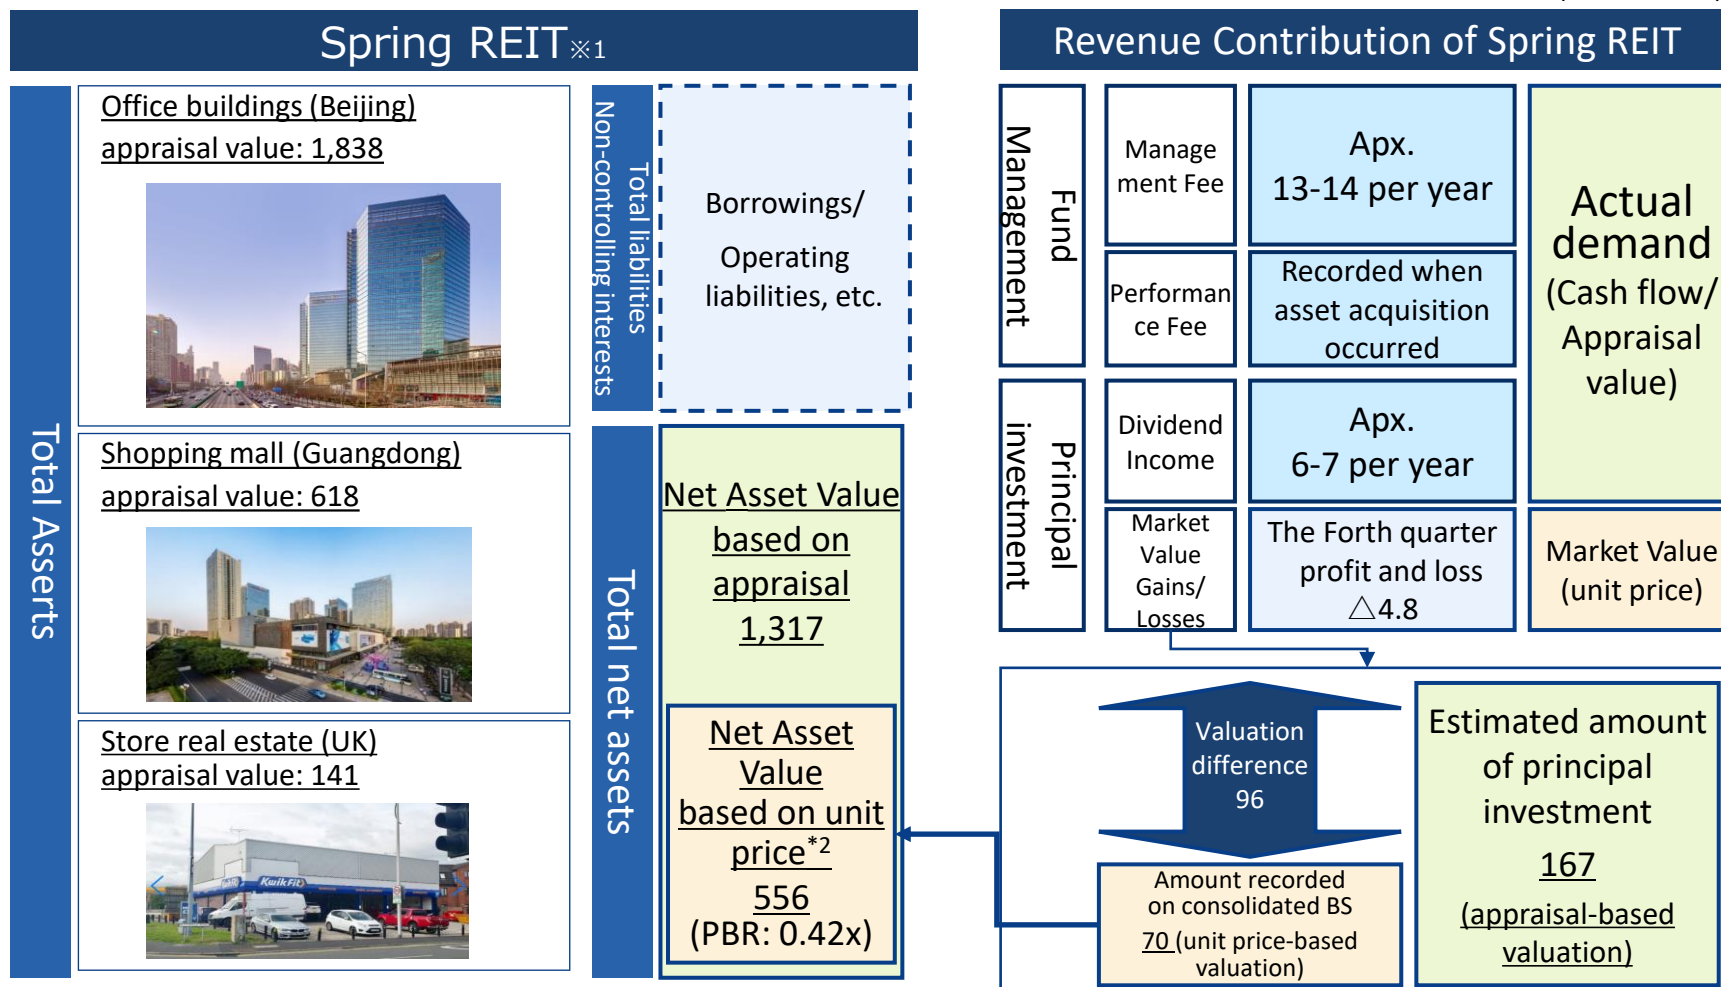 Spring REIT※1
Total Asserts
Office buildings (Beijing)
appraisal value: 1,838
Shopping mall (Guangdong)
appraisal value: 618
Store real estate (UK)
appraisal value: 141
KwikFit
Total liabilities
Non-controlling interests
Borrowings/
Operating
liabilities, etc.
Total net assets
Net Asset Value
based on
appraisal
1,317
Net Asset
Value
based on unit
price*2
556
(PBR: 0.42x)
Revenue Contribution of Spring REIT
Fund
Management
Manage
ment Fee
Apx.
13-14 per year
Performan
ce Fee
Recorded when
asset acquisition
occurred
Actual
demand
(Cash flow/
Appraisal
value)
Principal
investment
Dividend
Income
Apx.
6-7 per year
Market
Value
Gains/
Losses
The Forth quarter
profit and loss
△4.8
Market Value
(unit price)
Valuation
difference
96
Amount recorded
on consolidated BS
70 (unit price-based
valuation)
Estimated amount
of principal
investment
167
(appraisal-based
valuation)